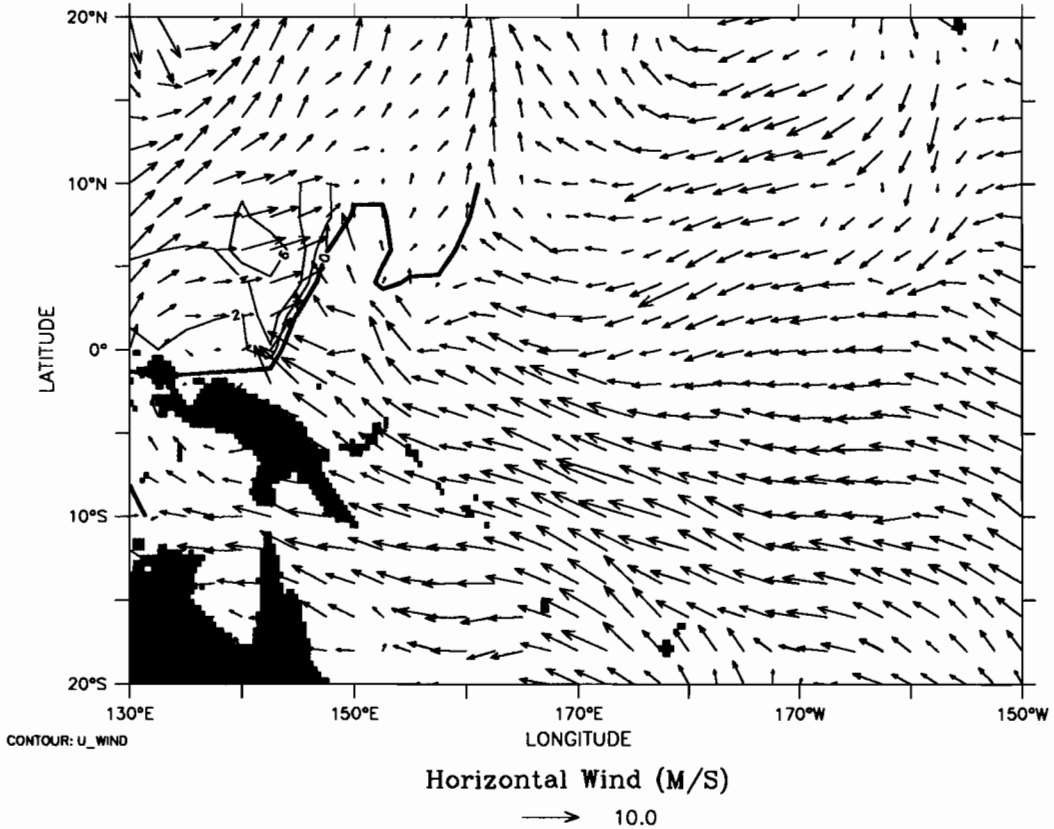 20°N
10°N
LATITUDE
0°
10°S
20°S
6
0
2
130°E 150°E 170°E 170°W 150°W
CONTOUR: U_WIND
LONGITUDE
Horizontal Wind (M/S)
10.0